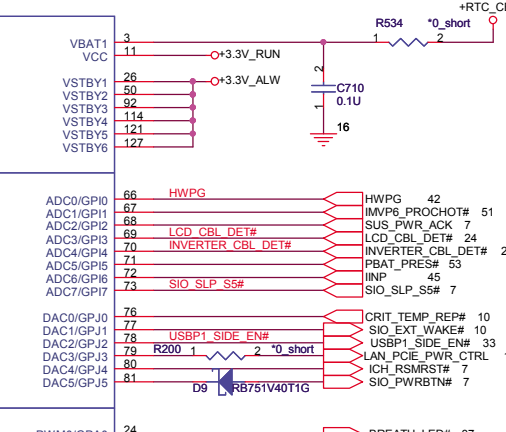 +RTC_CE
R534 *0_short
VBAT1 3 1 2
VCC 11 +3.3V_RUN
VSTBY1 26 +3.3V_ALW
VSTBY2 50
VSTBY3 92
VSTBY4 114
VSTBY5 121
VSTBY6 127
2
C710
0.1U
1
16
ADC0/GPI0 66 HWPG HWPG 42
ADC1/GPI1 67 IMVP6_PROCHOT# 51
ADC2/GPI2 68 SUS_PWR_ACK 7
ADC3/GPI3 69 LCD_CBL_DET# LCD_CBL_DET# 24
ADC4/GPI4 70 INVERTER_CBL_DET# INVERTER_CBL_DET# 2
ADC5/GPI5 71 PBAT_PRES# 53
ADC6/GPI6 72 IINP 45
ADC7/GPI7 73 SIO_SLP_S5# SIO_SLP_S5# 7
DAC0/GPJ0 76 CRIT_TEMP_REP# 10
DAC1/GPJ1 77 SIO_EXT_WAKE# 10
DAC2/GPJ2 78 USBP1_SIDE_EN# USBP1_SIDE_EN# 33
DAC3/GPJ3 79 R200 1 2 *0_short LAN_PCIE_PWR_CTRL
DAC4/GPJ4 80 ICH_RSMRST# 7
DAC5/GPJ5 81 D9 RB751V40T1G SIO_PWRBTN# 7
24